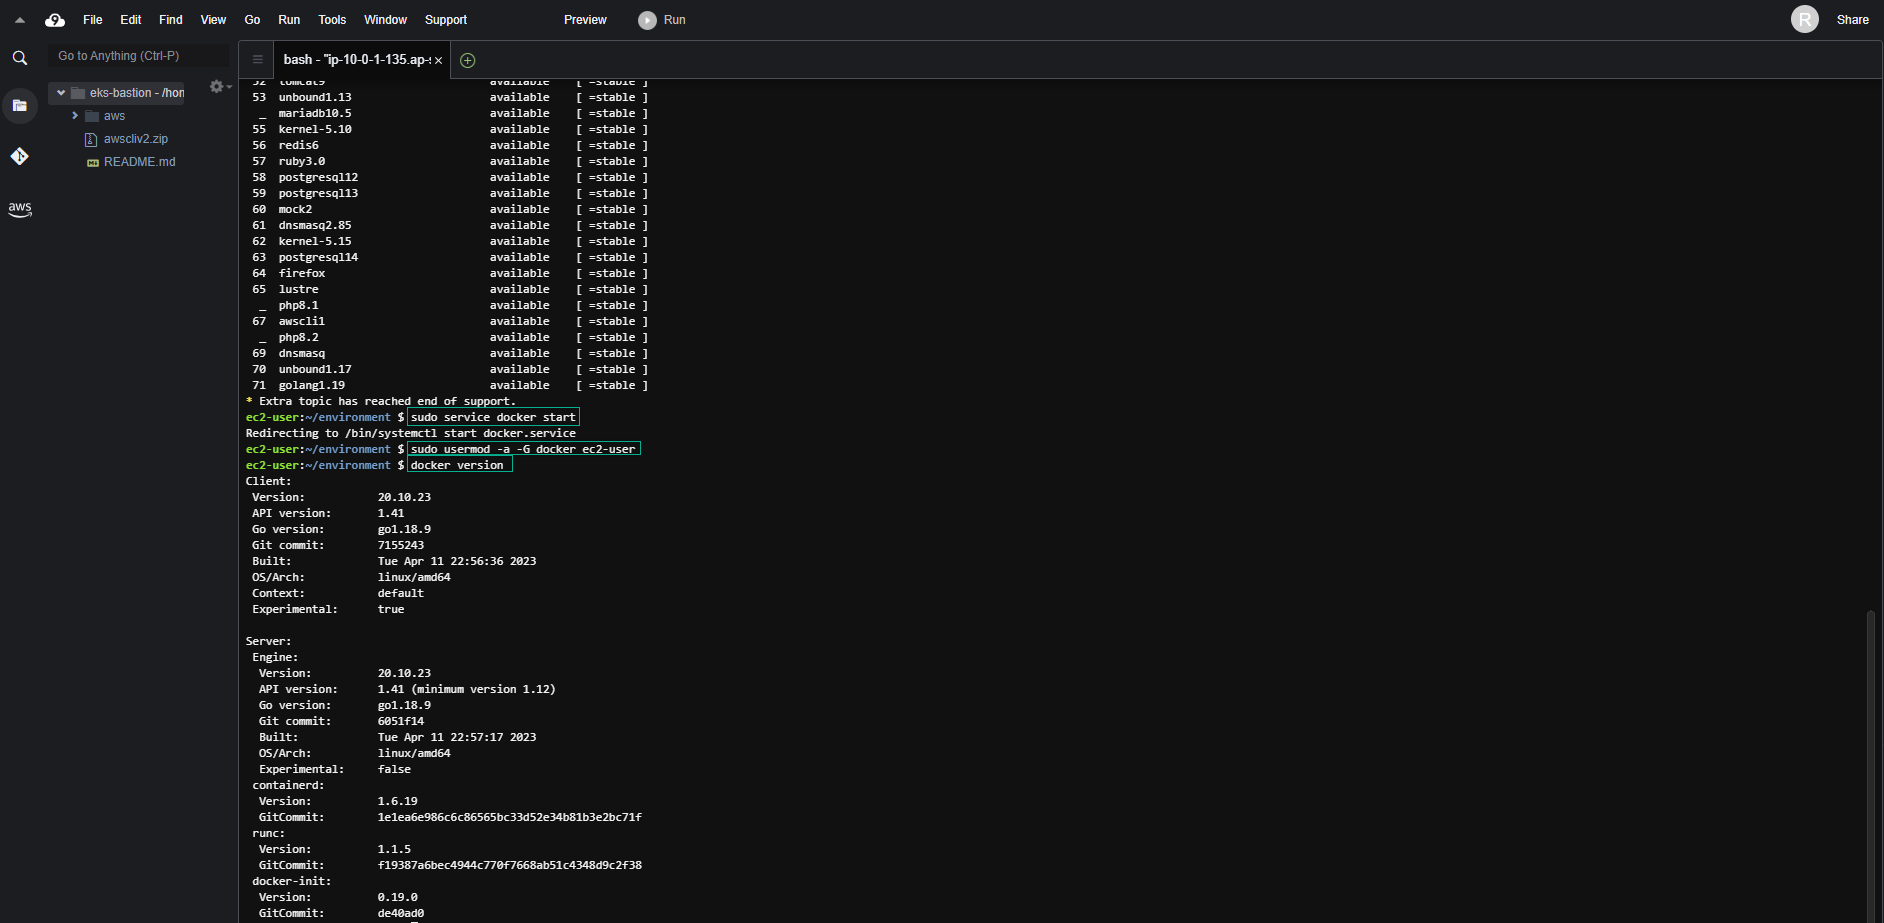 File Edit Find View Go Run Tools Window Support Preview Run R Share
Go to Anything (Ctrl-P)
bash - "ip-10-0-1-135.ap-s
eks-bastion - /hon
aws
awscliv2.zip
README.md
aws
52 tomcat9 available [ =stable ]
53 unbound1.13 available [ =stable ]
_ mariadb10.5 available [ =stable ]
55 kernel-5.10 available [ =stable ]
56 redis6 available [ =stable ]
57 ruby3.0 available [ =stable ]
58 postgresql12 available [ =stable ]
59 postgresql13 available [ =stable ]
60 mock2 available [ =stable ]
61 dnsmasq2.85 available [ =stable ]
62 kernel-5.15 available [ =stable ]
63 postgresql14 available [ =stable ]
64 firefox available [ =stable ]
65 lustre available [ =stable ]
_ php8.1 available [ =stable ]
67 awscli1 available [ =stable ]
_ php8.2 available [ =stable ]
69 dnsmasq available [ =stable ]
70 unbound1.17 available [ =stable ]
71 golang1.19 available [ =stable ]
* Extra topic has reached end of support.
ec2-user:~/environment $ sudo service docker start
Redirecting to /bin/systemctl start docker.service
ec2-user:~/environment $ sudo usermod -a -G docker ec2-user
ec2-user:~/environment $ docker version
Client:
Version: 20.10.23
API version: 1.41
Go version: go1.18.9
Git commit: 7155243
Built: Tue Apr 11 22:56:36 2023
OS/Arch: linux/amd64
Context: default
Experimental: true
Server:
Engine:
Version: 20.10.23
API version: 1.41 (minimum version 1.12)
Go version: go1.18.9
Git commit: 6051f14
Built: Tue Apr 11 22:57:17 2023
OS/Arch: linux/amd64
Experimental: false
containerd:
Version: 1.6.19
GitCommit: 1e1ea6e986c6c86565bc33d52e34b81b3e2bc71f
runc:
Version: 1.1.5
GitCommit: f19387a6bec4944c770f7668ab51c4348d9c2f38
docker-init:
Version: 0.19.0
GitCommit: de40ad0